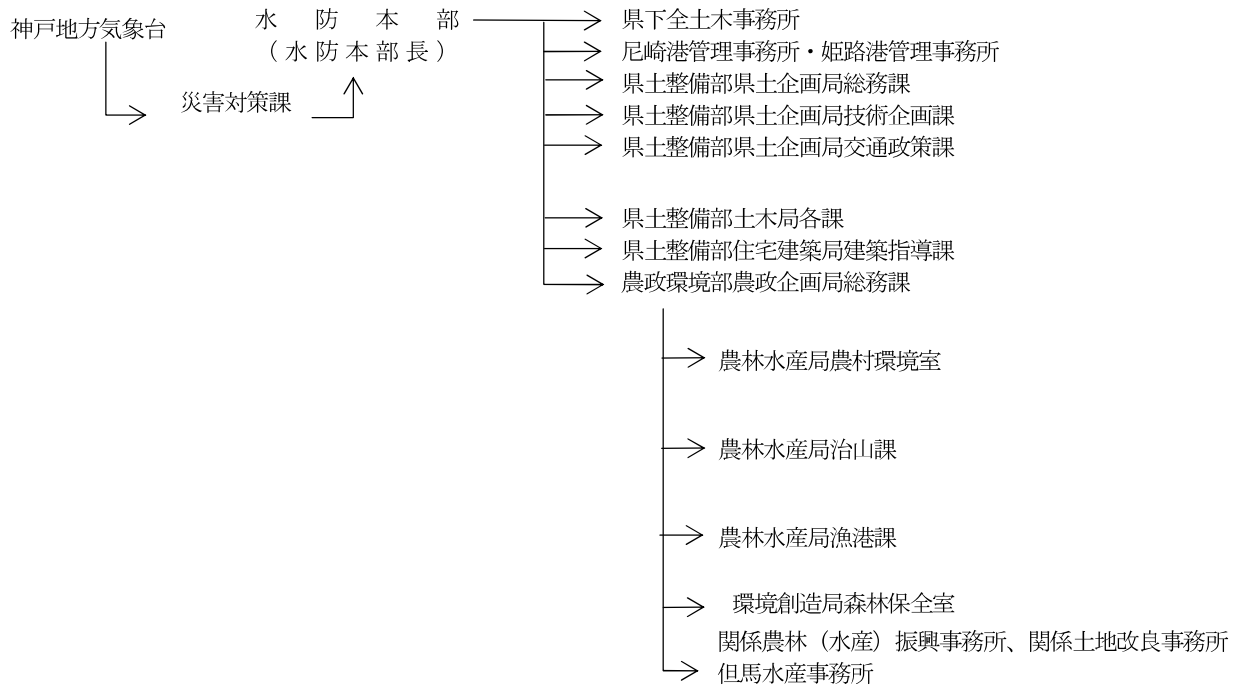 神戸地方気象台
災害対策課
水防本部
（水防本部長）
県下全土木事務所
尼崎港管理事務所・姫路港管理事務所
県土整備部県土企画局総務課
県土整備部県土企画局技術企画課
県土整備部県土企画局交通政策課
県土整備部土木局各課
県土整備部住宅建築局建築指導課
農政環境部農政企画局総務課
農林水産局農村環境室
農林水産局治山課
農林水産局漁港課
環境創造局森林保全室
関係農林（水産）振興事務所、関係土地改良事務所
但馬水産事務所